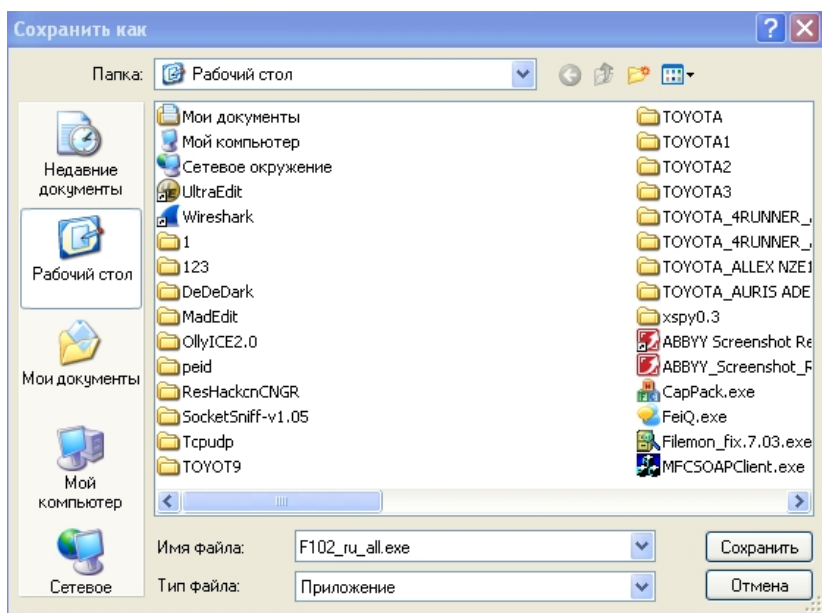 Сохранить как
Папка: Рабочий стол
Недавние
документы
Рабочий стол
Мои документы
Мой
компьютер
Сетевое
Мои документы
Мой компьютер
Сетевое окружение
UltraEdit
Wireshark
1
123
DeDeDark
MadEdit
OllyICE2.0
peid
ResHackcnCNGR
SocketSniff-v1.05
Tcpudp
TOYOT9
TOYOTA
TOYOTA1
TOYOTA2
TOYOTA3
TOYOTA_4RUNNER_
TOYOTA_4RUNNER_
TOYOTA_ALLEX NZE1
TOYOTA_AURIS ADE
xspy0.3
ABBYY Screenshot Re
ABBYY_Screenshot_R
CapPack.exe
FeiQ.exe
Filemon_fix.7.03.exe
MFCSOAPClient.exe
Имя файла: F102_ru_all.exe Сохранить
Тип файла: Приложение Отмена